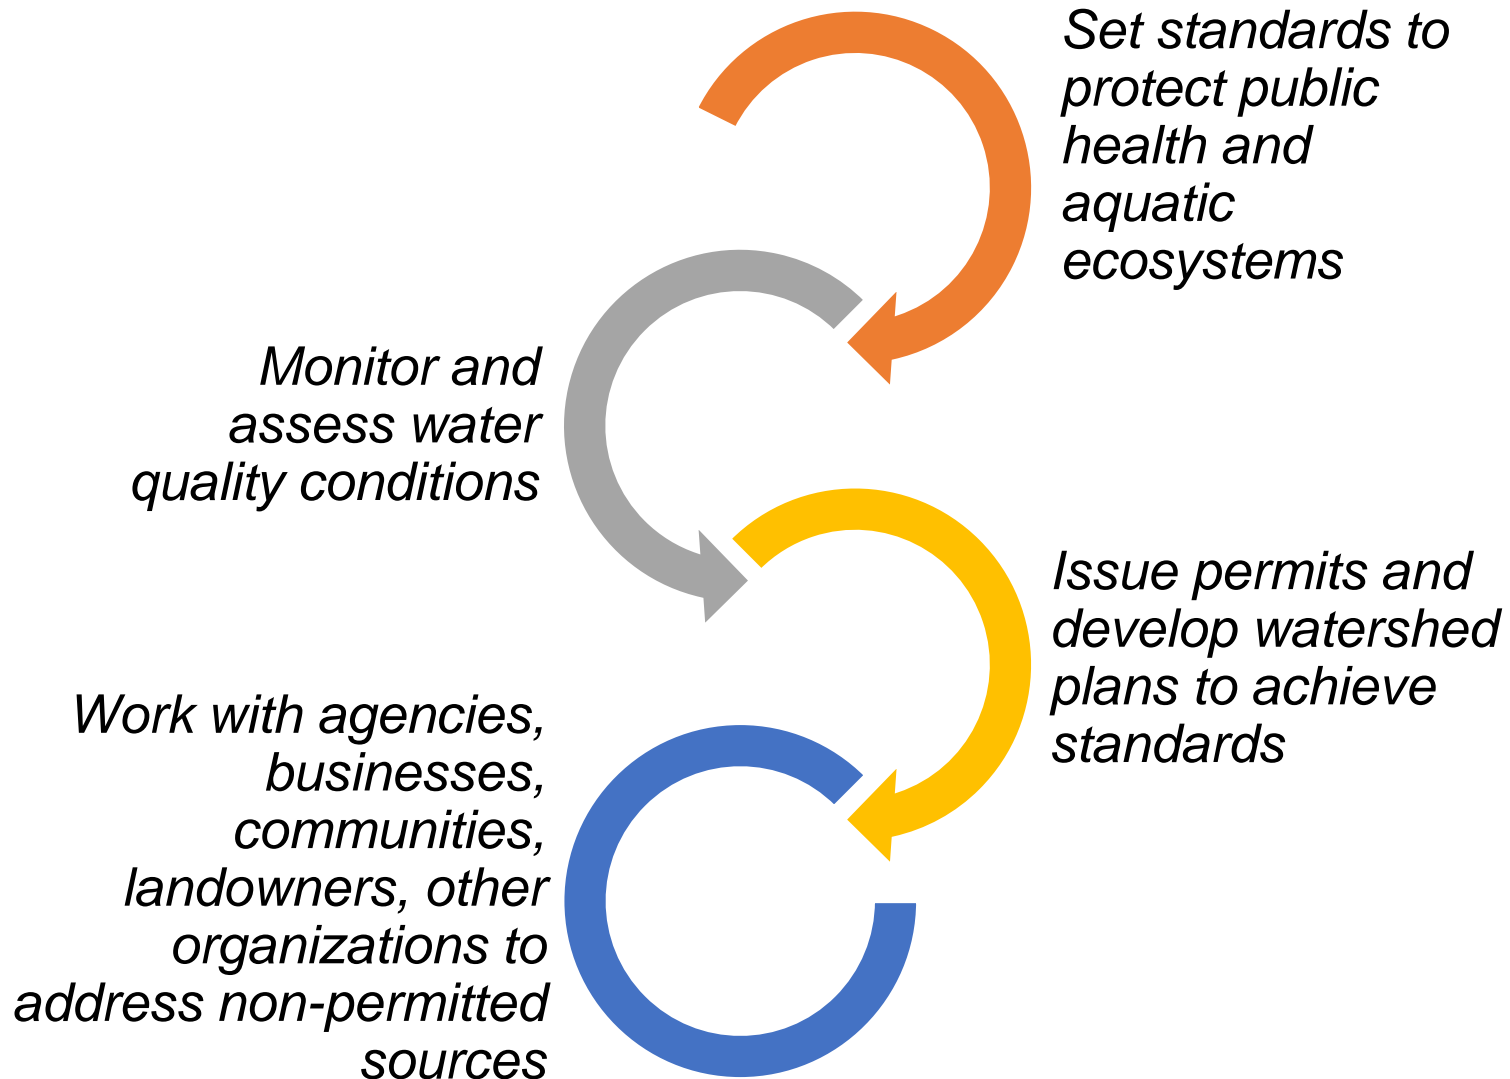 Set standards to
protect public
health and
aquatic
ecosystems
Monitor and
assess water
quality conditions
Issue permits and
develop watershed
plans to achieve
standards
Work with agencies,
businesses,
communities,
landowners, other
organizations to
address non-permitted
sources